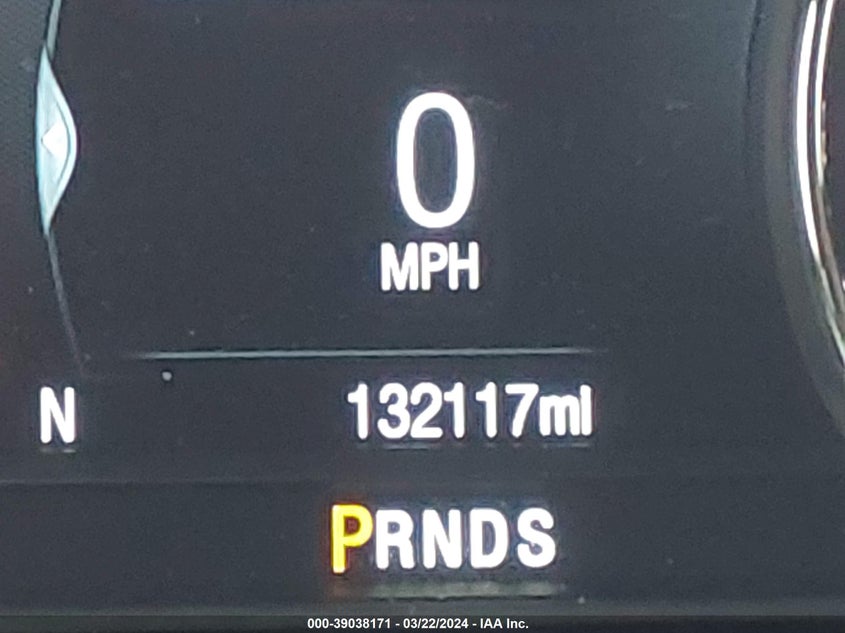 0
MPH
N 132117mi
PRNDS
000-39038171 - 03/22/2024 - IAA Inc.